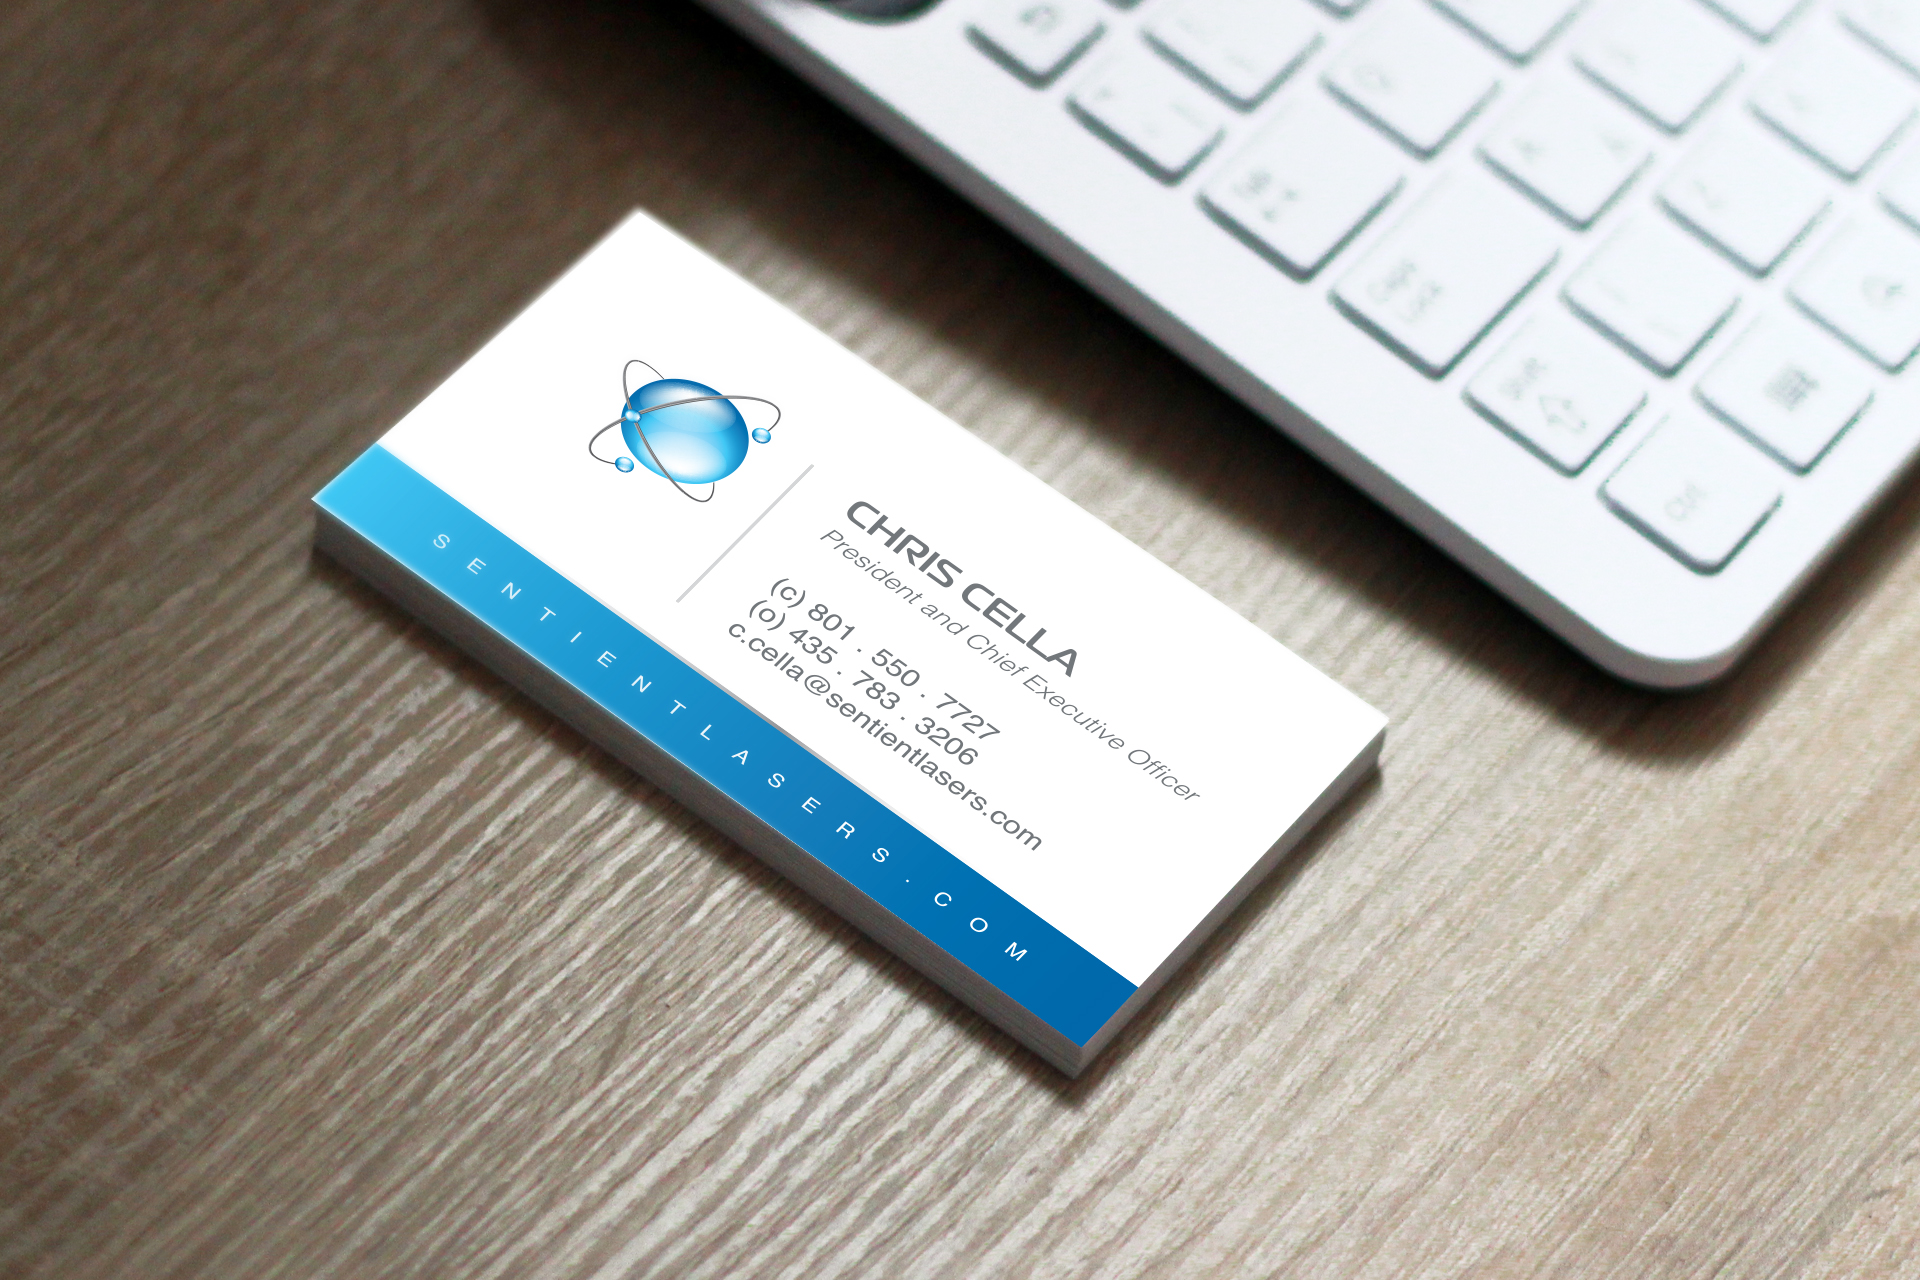 CHRIS CELLA
President and Chief Executive Officer
(c) 801 . 550 . 7727
(o) 435 . 783 . 3206
c.cella@sentientlasers.com
SENTIENTLASERS.COM